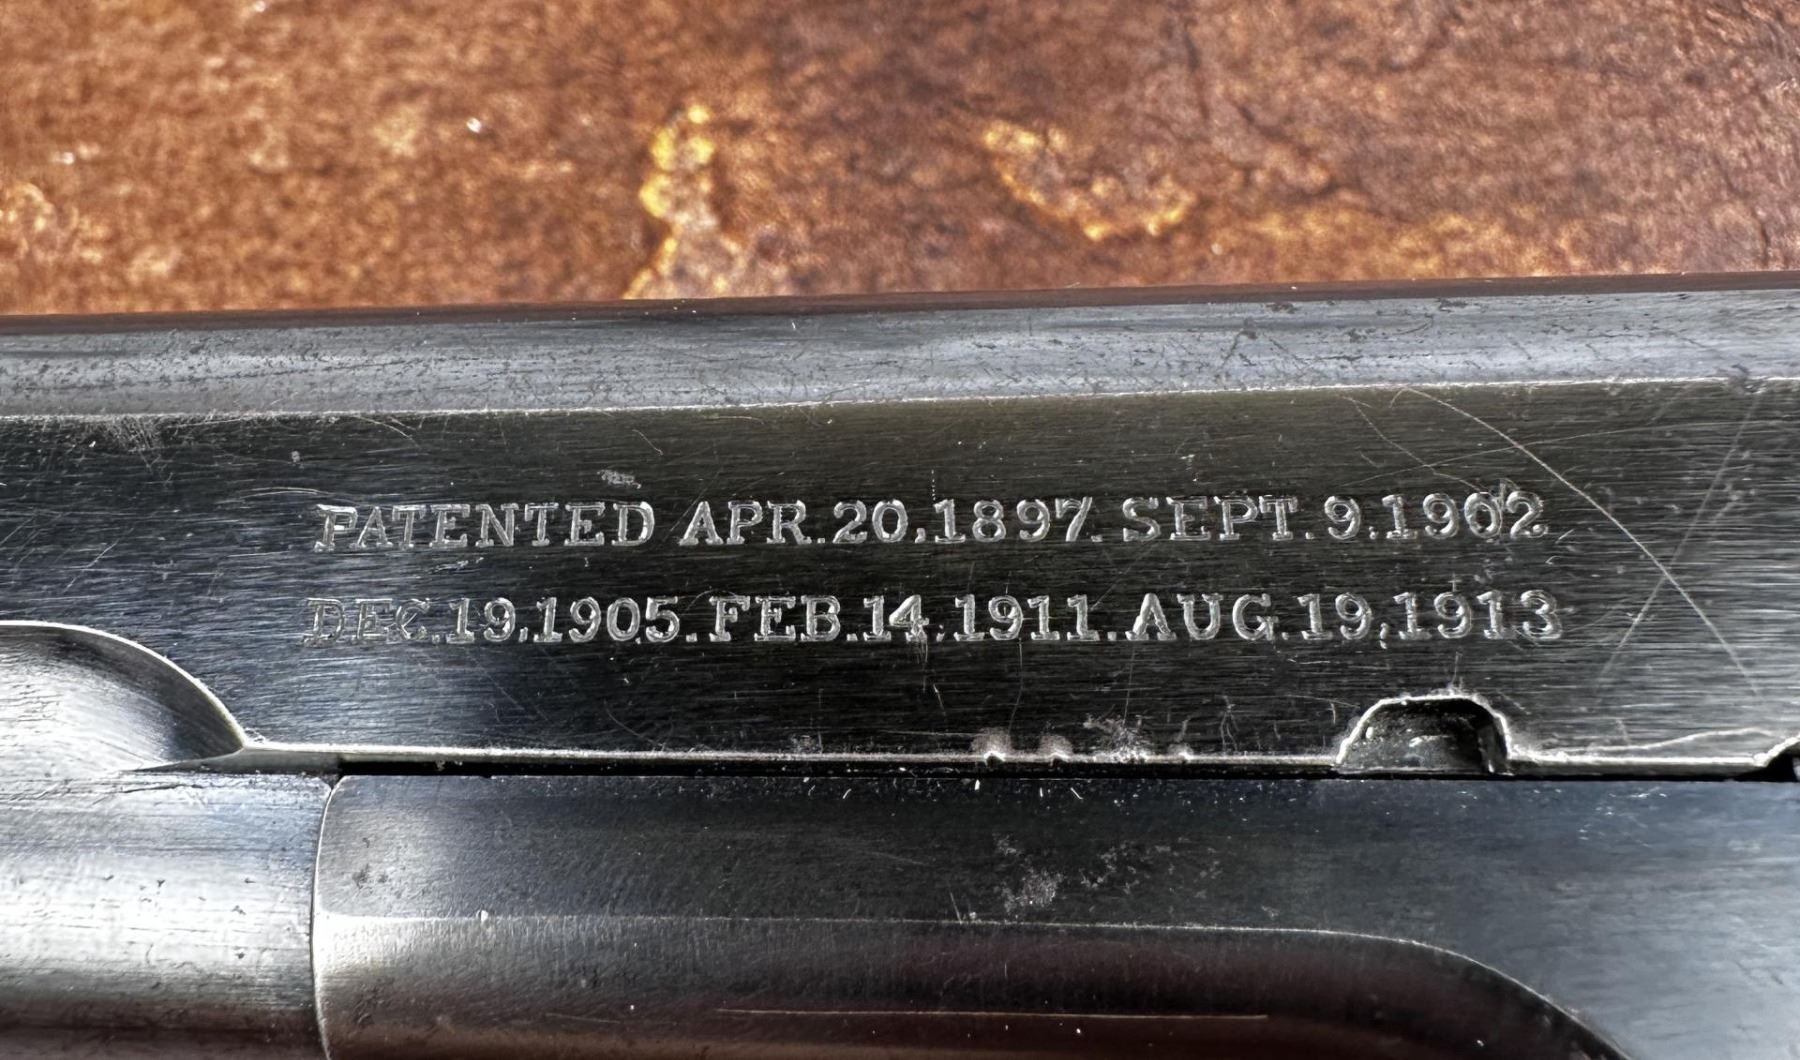 PATENTED APR.20,1897. SEPT.9.1902
DEC.19,1905.FEB.14,1911.AUG.19,1913